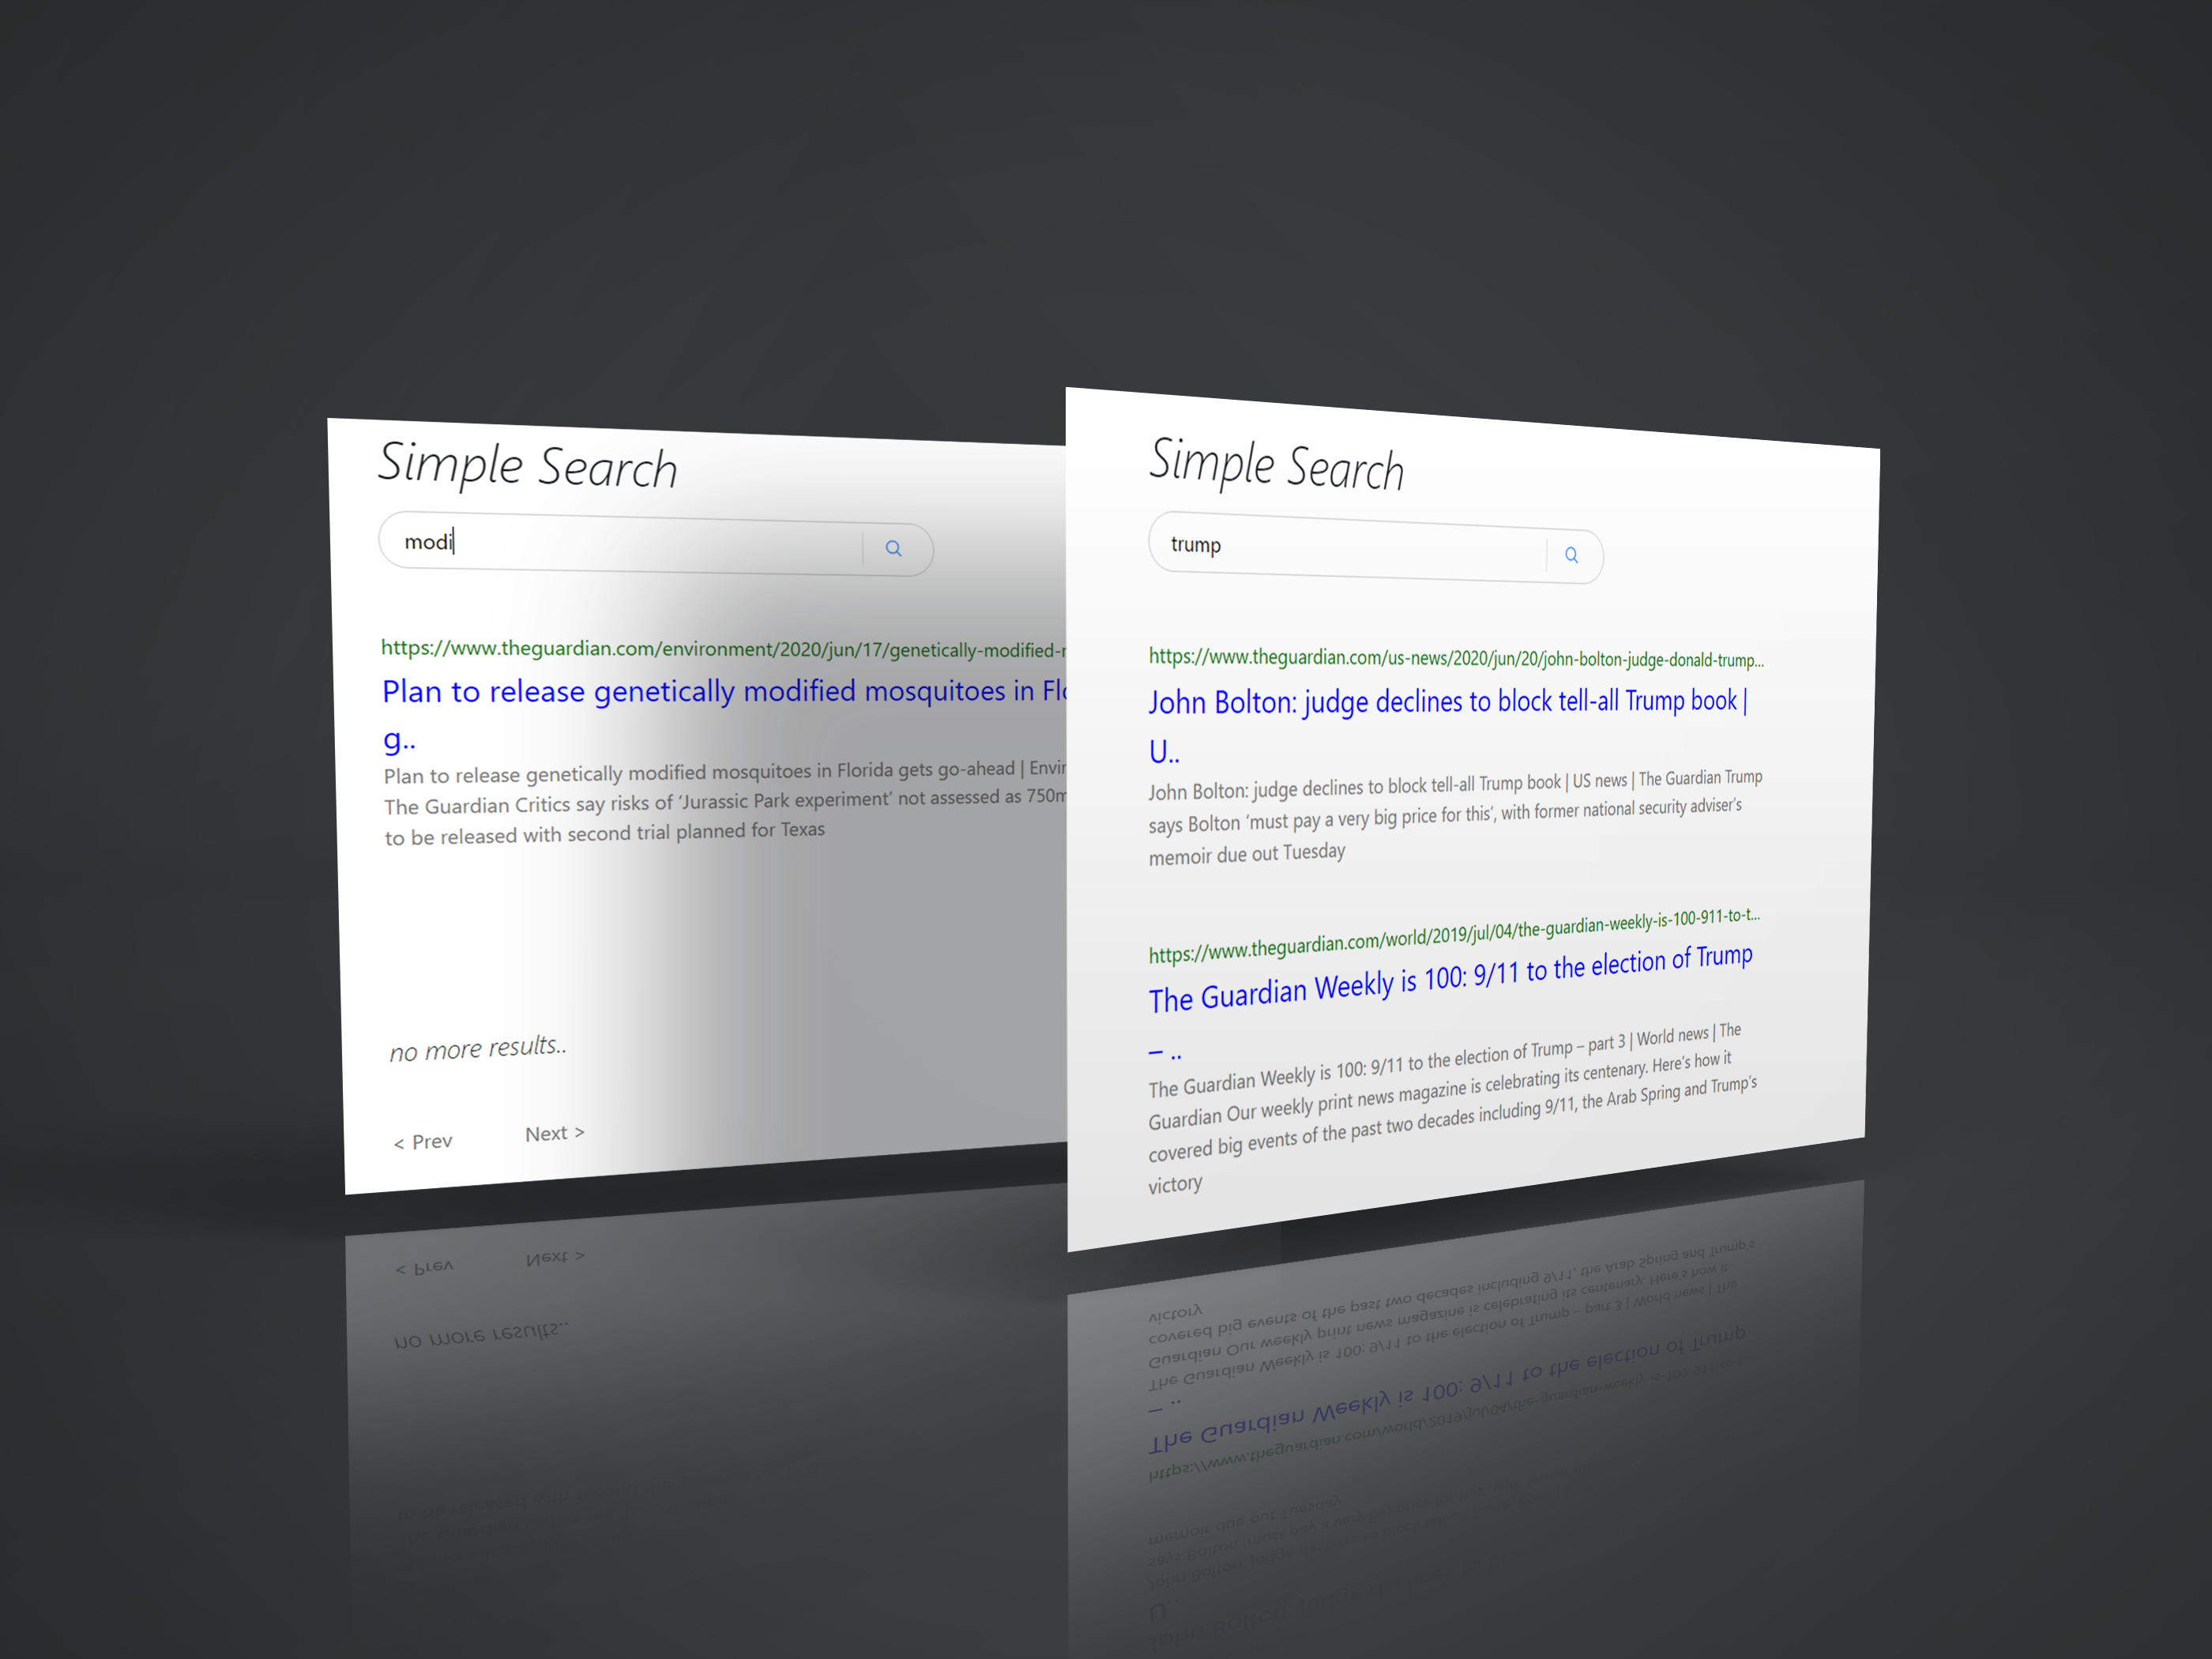 Simple Search
modi
https://www.theguardian.com/environment/2020/jun/17/genetically-modified-
Plan to release genetically modified mosquitoes in
g..
Plan to release genetically modified mosquitoes in Florida gets go-ahead |
The Guardian Critics say risks of ‘Jurassic Park experiment’ not assessed as 750m
to be released with second trial planned for Texas
no more results..
< Prev Next >
Simple Search
trump
https://www.theguardian.com/us-news/2020/jun/20/john-bolton-judge-donald-trump...
John Bolton: judge declines to block tell-all Trump book |
U..
John Bolton: judge declines to block tell-all Trump book | US news | The Guardian Trump
says Bolton ‘must pay a very big price for this’, with former national security adviser’s
memoir due out Tuesday
https://www.theguardian.com/world/2019/jul/04/the-guardian-weekly-is-100-911-to-t...
The Guardian Weekly is 100: 9/11 to the election of Trump
– ..
The Guardian Weekly is 100: 9/11 to the election of Trump – part 3 | World news | The
Guardian Our weekly print news magazine is celebrating its centenary. Here’s how it
covered big events of the past two decades including 9/11, the Arab Spring and Trump’s
victory